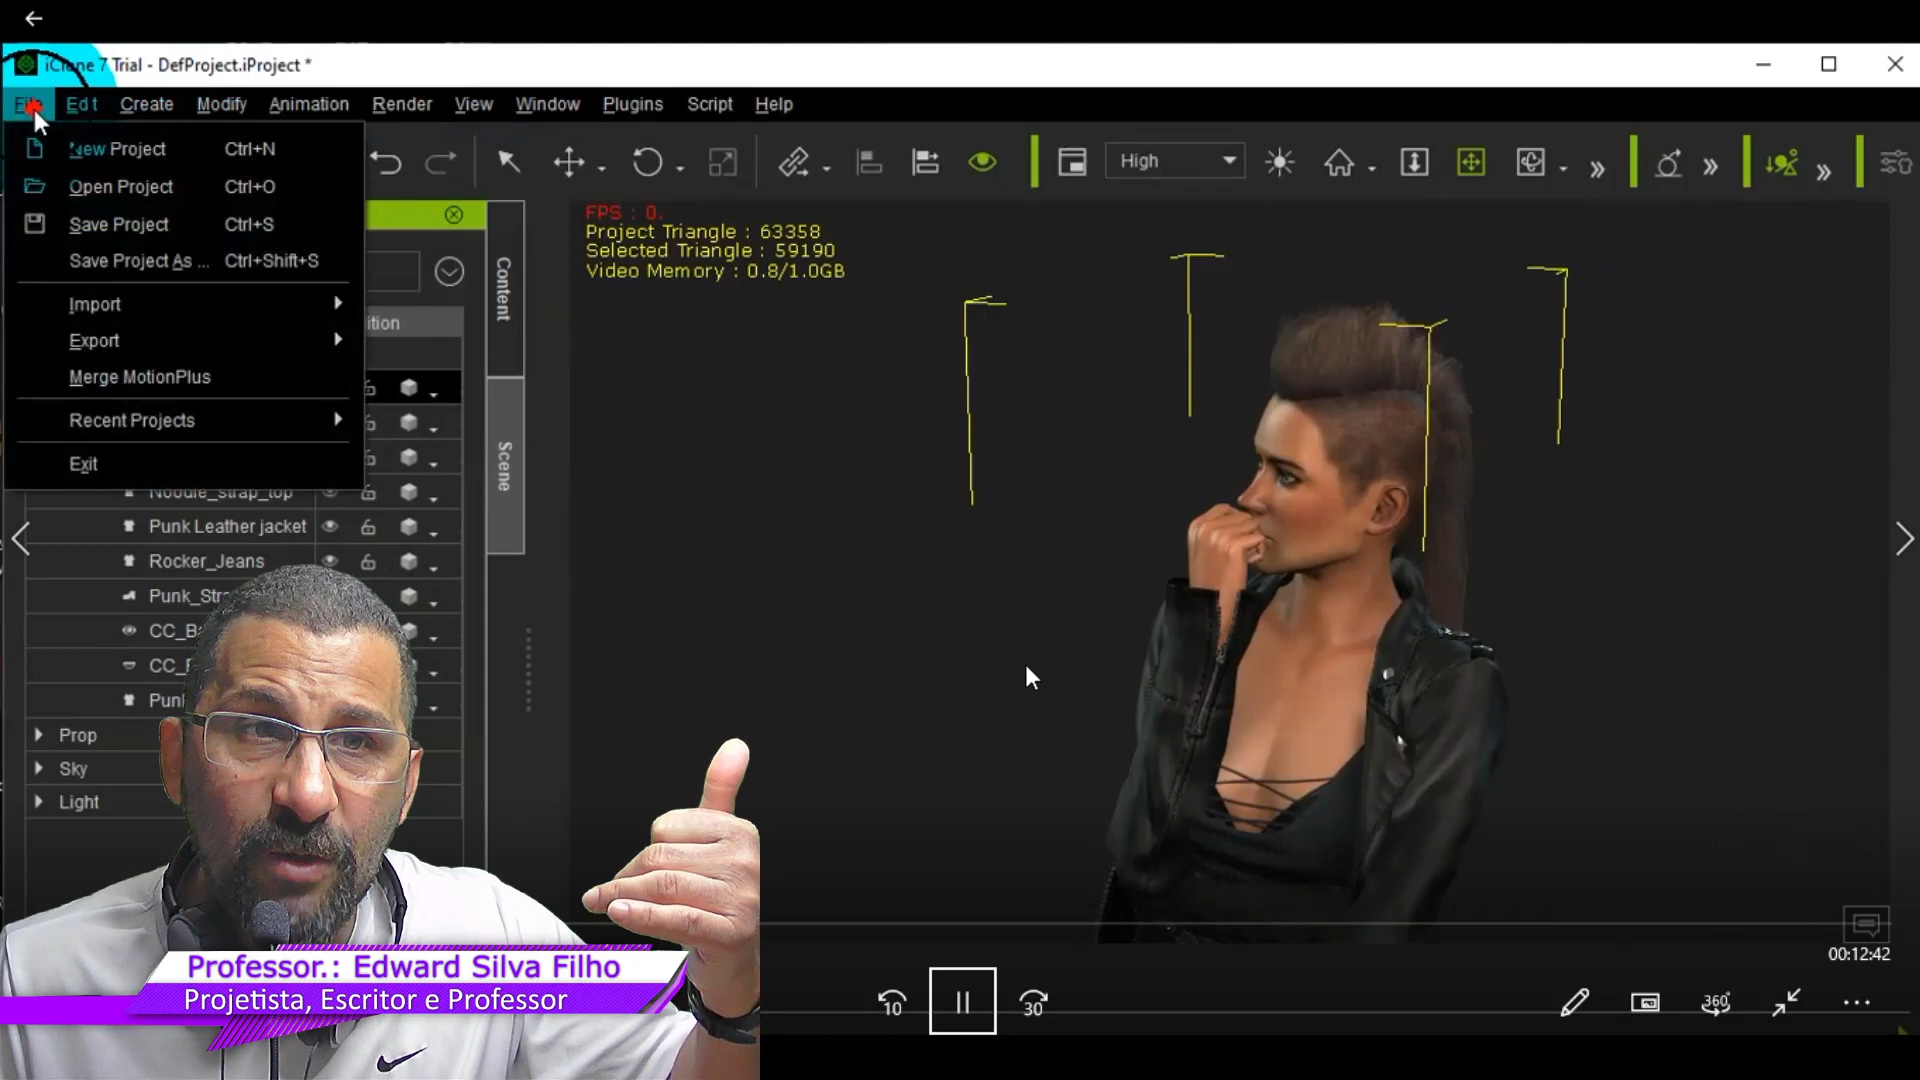 iClone 7 Trial - DefProject.iProject *
File Edit Create Modify Animation Render View Window Plugins Script Help
New Project Ctrl+N
Open Project Ctrl+O
Save Project Ctrl+S
Save Project As ... Ctrl+Shift+S
Import
Export
Merge MotionPlus
Recent Projects
Exit
High
FPS : 0.
Project Triangle : 63358
Selected Triangle : 59190
Video Memory : 0.8/1.0GB
Content
Scene
Noodle_strap_top
Punk Leather jacket
Rocker_Jeans
Prop
Sky
Light
Professor.: Edward Silva Filho
Projetista, Escritor e Professor
00:12:42
10
30
360°